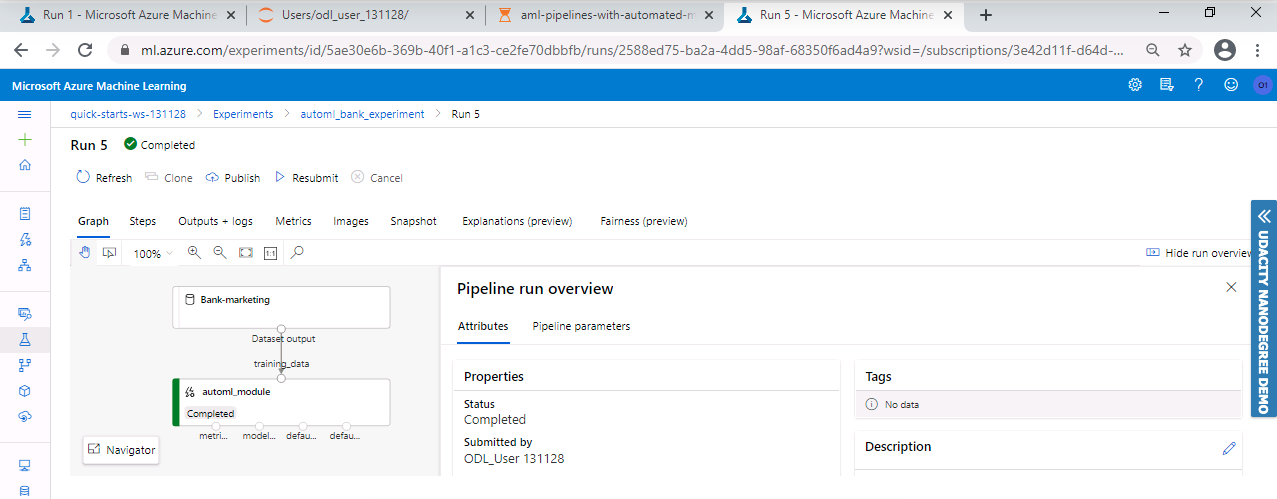 Run 1 - Microsoft Azure Machine
Users/odl_user_131128/
aml-pipelines-with-automated-m
Run 5 - Microsoft Azure Machine
ml.azure.com/experiments/id/5ae30e6b-369b-40f1-a1c3-ce2fe70dbbfb/runs/2588ed75-ba2a-4dd5-98af-68350f6ad4a9?wsid=/subscriptions/3e42d11f-d64d-...
Microsoft Azure Machine Learning
O1
quick-starts-ws-131128 > Experiments > automl_bank_experiment > Run 5
Run 5 Completed
Refresh Clone Publish Resubmit Cancel
Graph Steps Outputs + logs Metrics Images Snapshot Explanations (preview) Fairness (preview)
100% 1:1 Hide run overview
Bank-marketing
Dataset output
training_data
automl_module
Completed
metri... model... defau... defau...
Navigator
Pipeline run overview
Attributes Pipeline parameters
Properties
Status
Completed
Submitted by
ODL_User 131128
Tags
No data
Description
UDACITY NANODEGREE DEMO